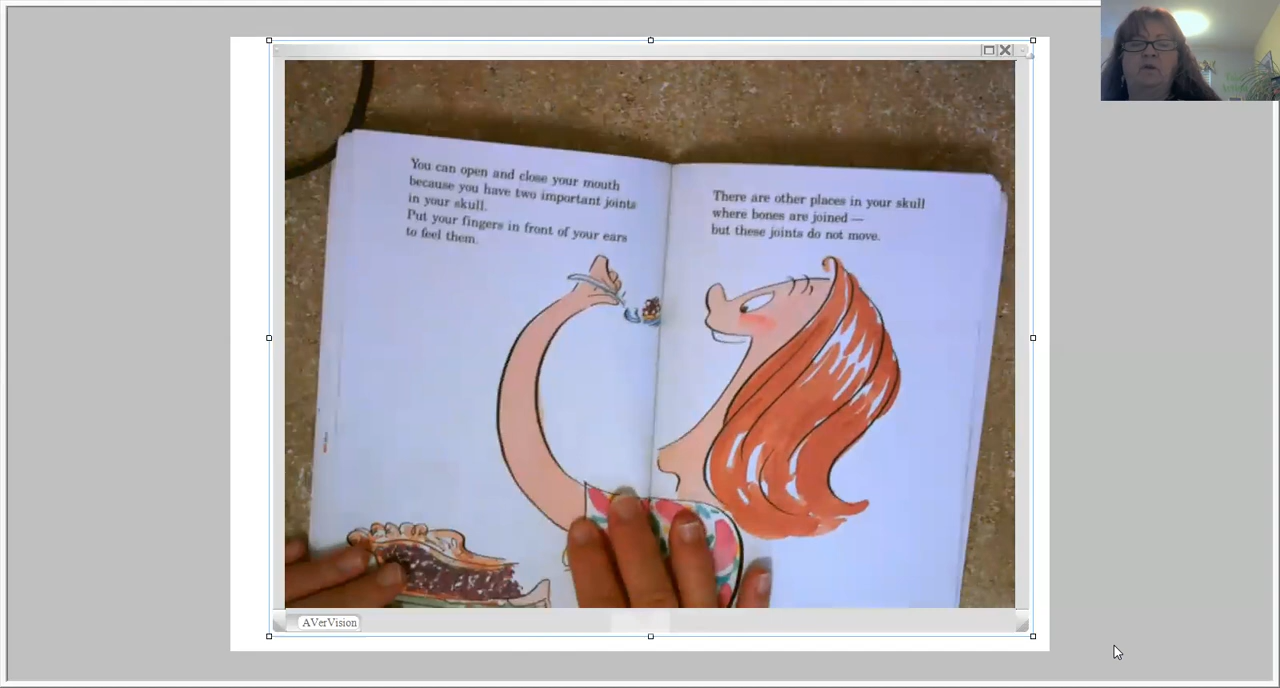 You can open and close your mouth
because you have two important joints
in your skull.
Put your fingers in front of your ears
to feel them.
There are other places in your skull
where bones are joined —
but these joints do not move.
AVerVision